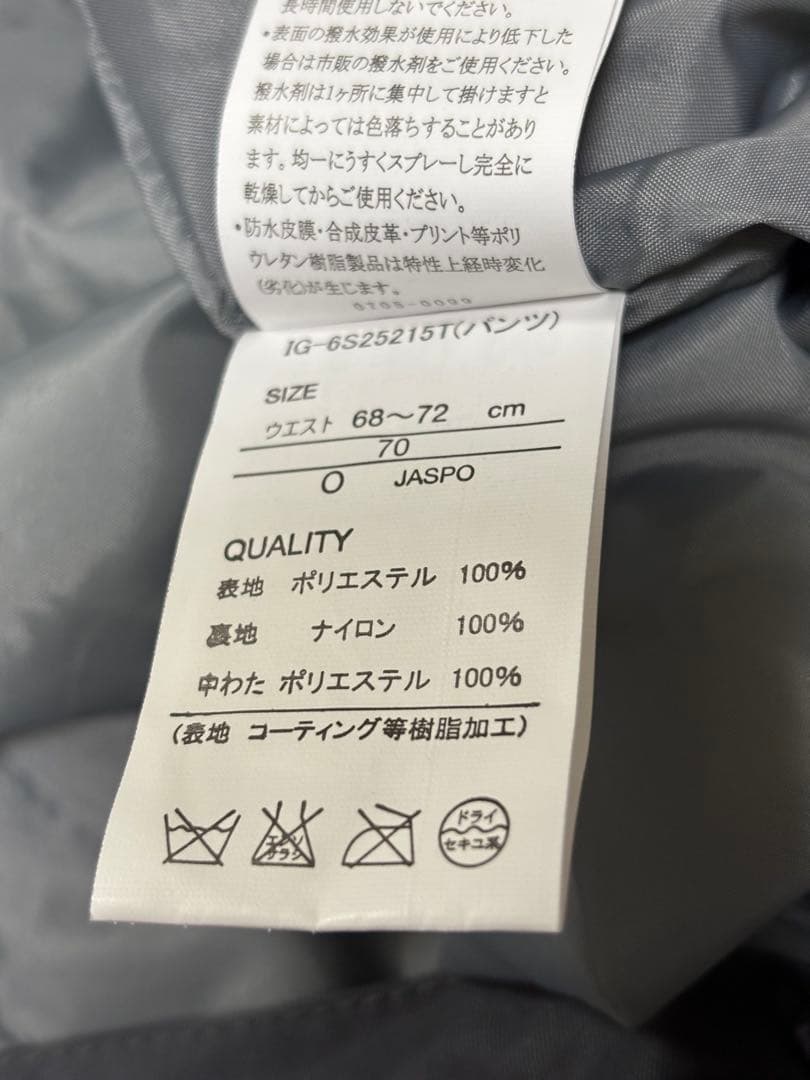 長時間使用しないでください。
・表面の撥水効果が使用により低下した
場合は市販の撥水剤をご使用ください。
撥水剤は1ヶ所に集中して掛けますと
素材によっては色落ちすることがあり
ます。均一にうすくスプレーし完全に
乾燥してからご使用ください。
・防水皮膜・合成皮革・プリント等ポリ
ウレタン樹脂製品は特性上経時変化
(劣化)が生じます。
IG-6S25215T(パンツ)
SIZE
ウエスト 68～72 cm
70
O JASPO
QUALITY
表地 ポリエステル 100%
裏地 ナイロン 100%
中わた ポリエステル 100%
(表地 コーティング等樹脂加工)
エンソ
サラシ
ドライ
セキユ系